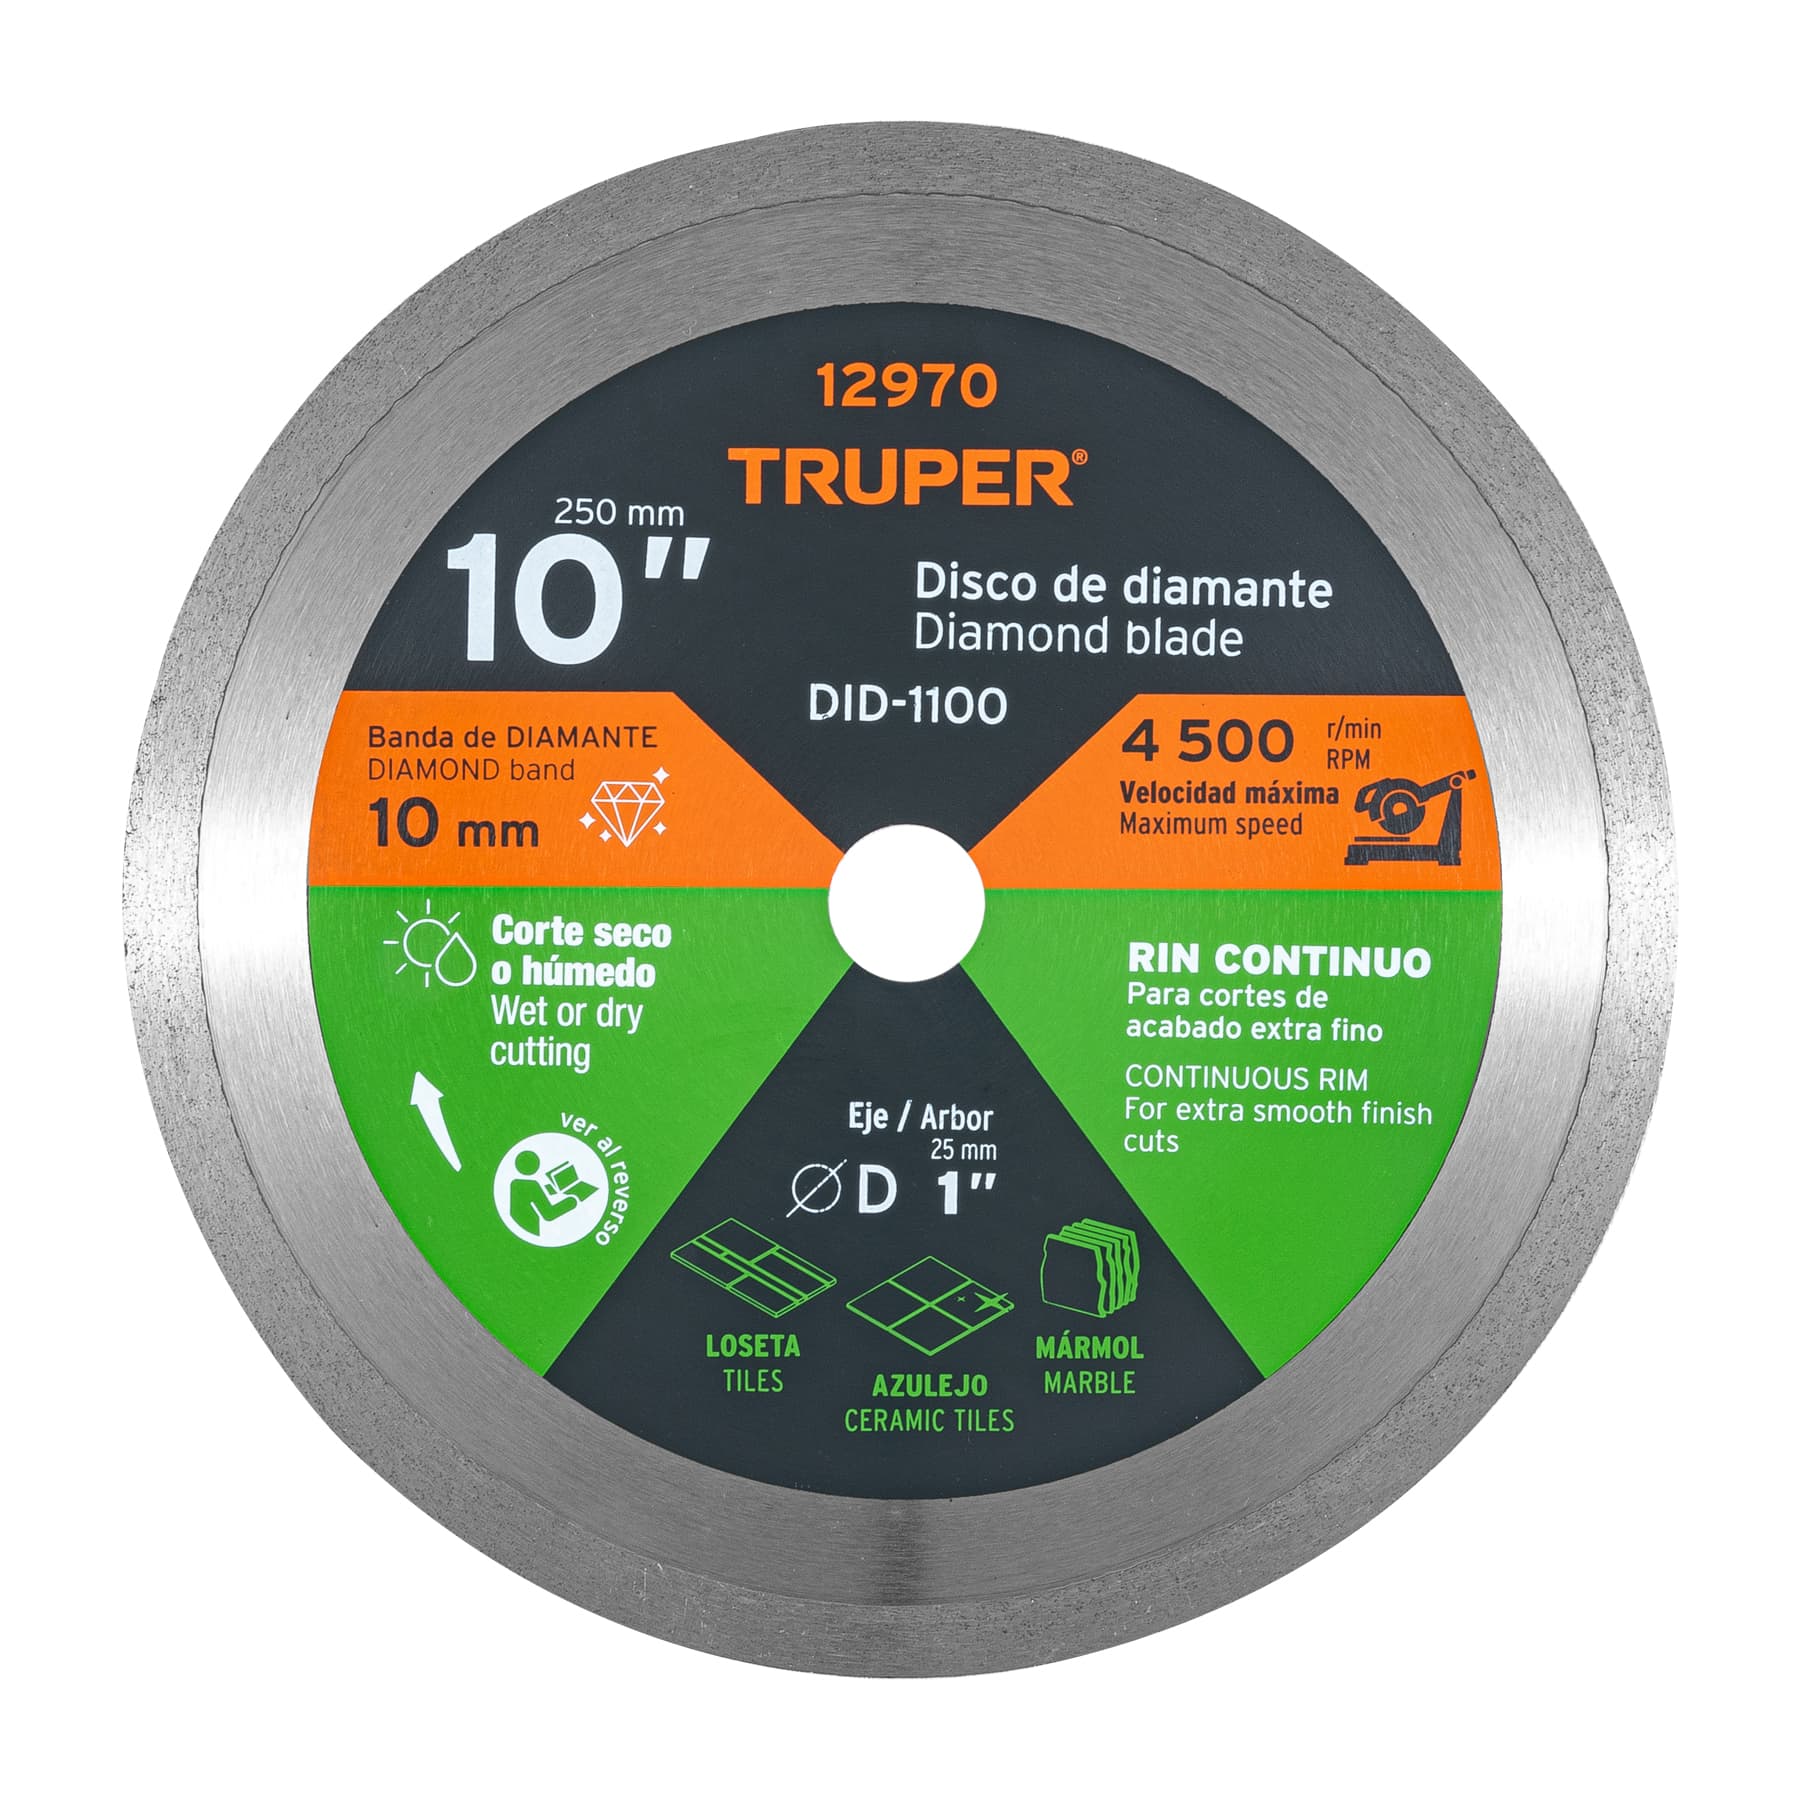 12970
TRUPER®
250 mm
10"
Disco de diamante
Diamond blade
DID-1100
Banda de DIAMANTE
DIAMOND band
10 mm
4 500 r/min
RPM
Velocidad máxima
Maximum speed
Corte seco
o húmedo
Wet or dry
cutting
ver al reverso
RIN CONTINUO
Para cortes de
acabado extra fino
CONTINUOUS RIM
For extra smooth finish
cuts
Eje / Arbor
25 mm
Ø D 1"
LOSETA
TILES
AZULEJO
CERAMIC TILES
MÁRMOL
MARBLE